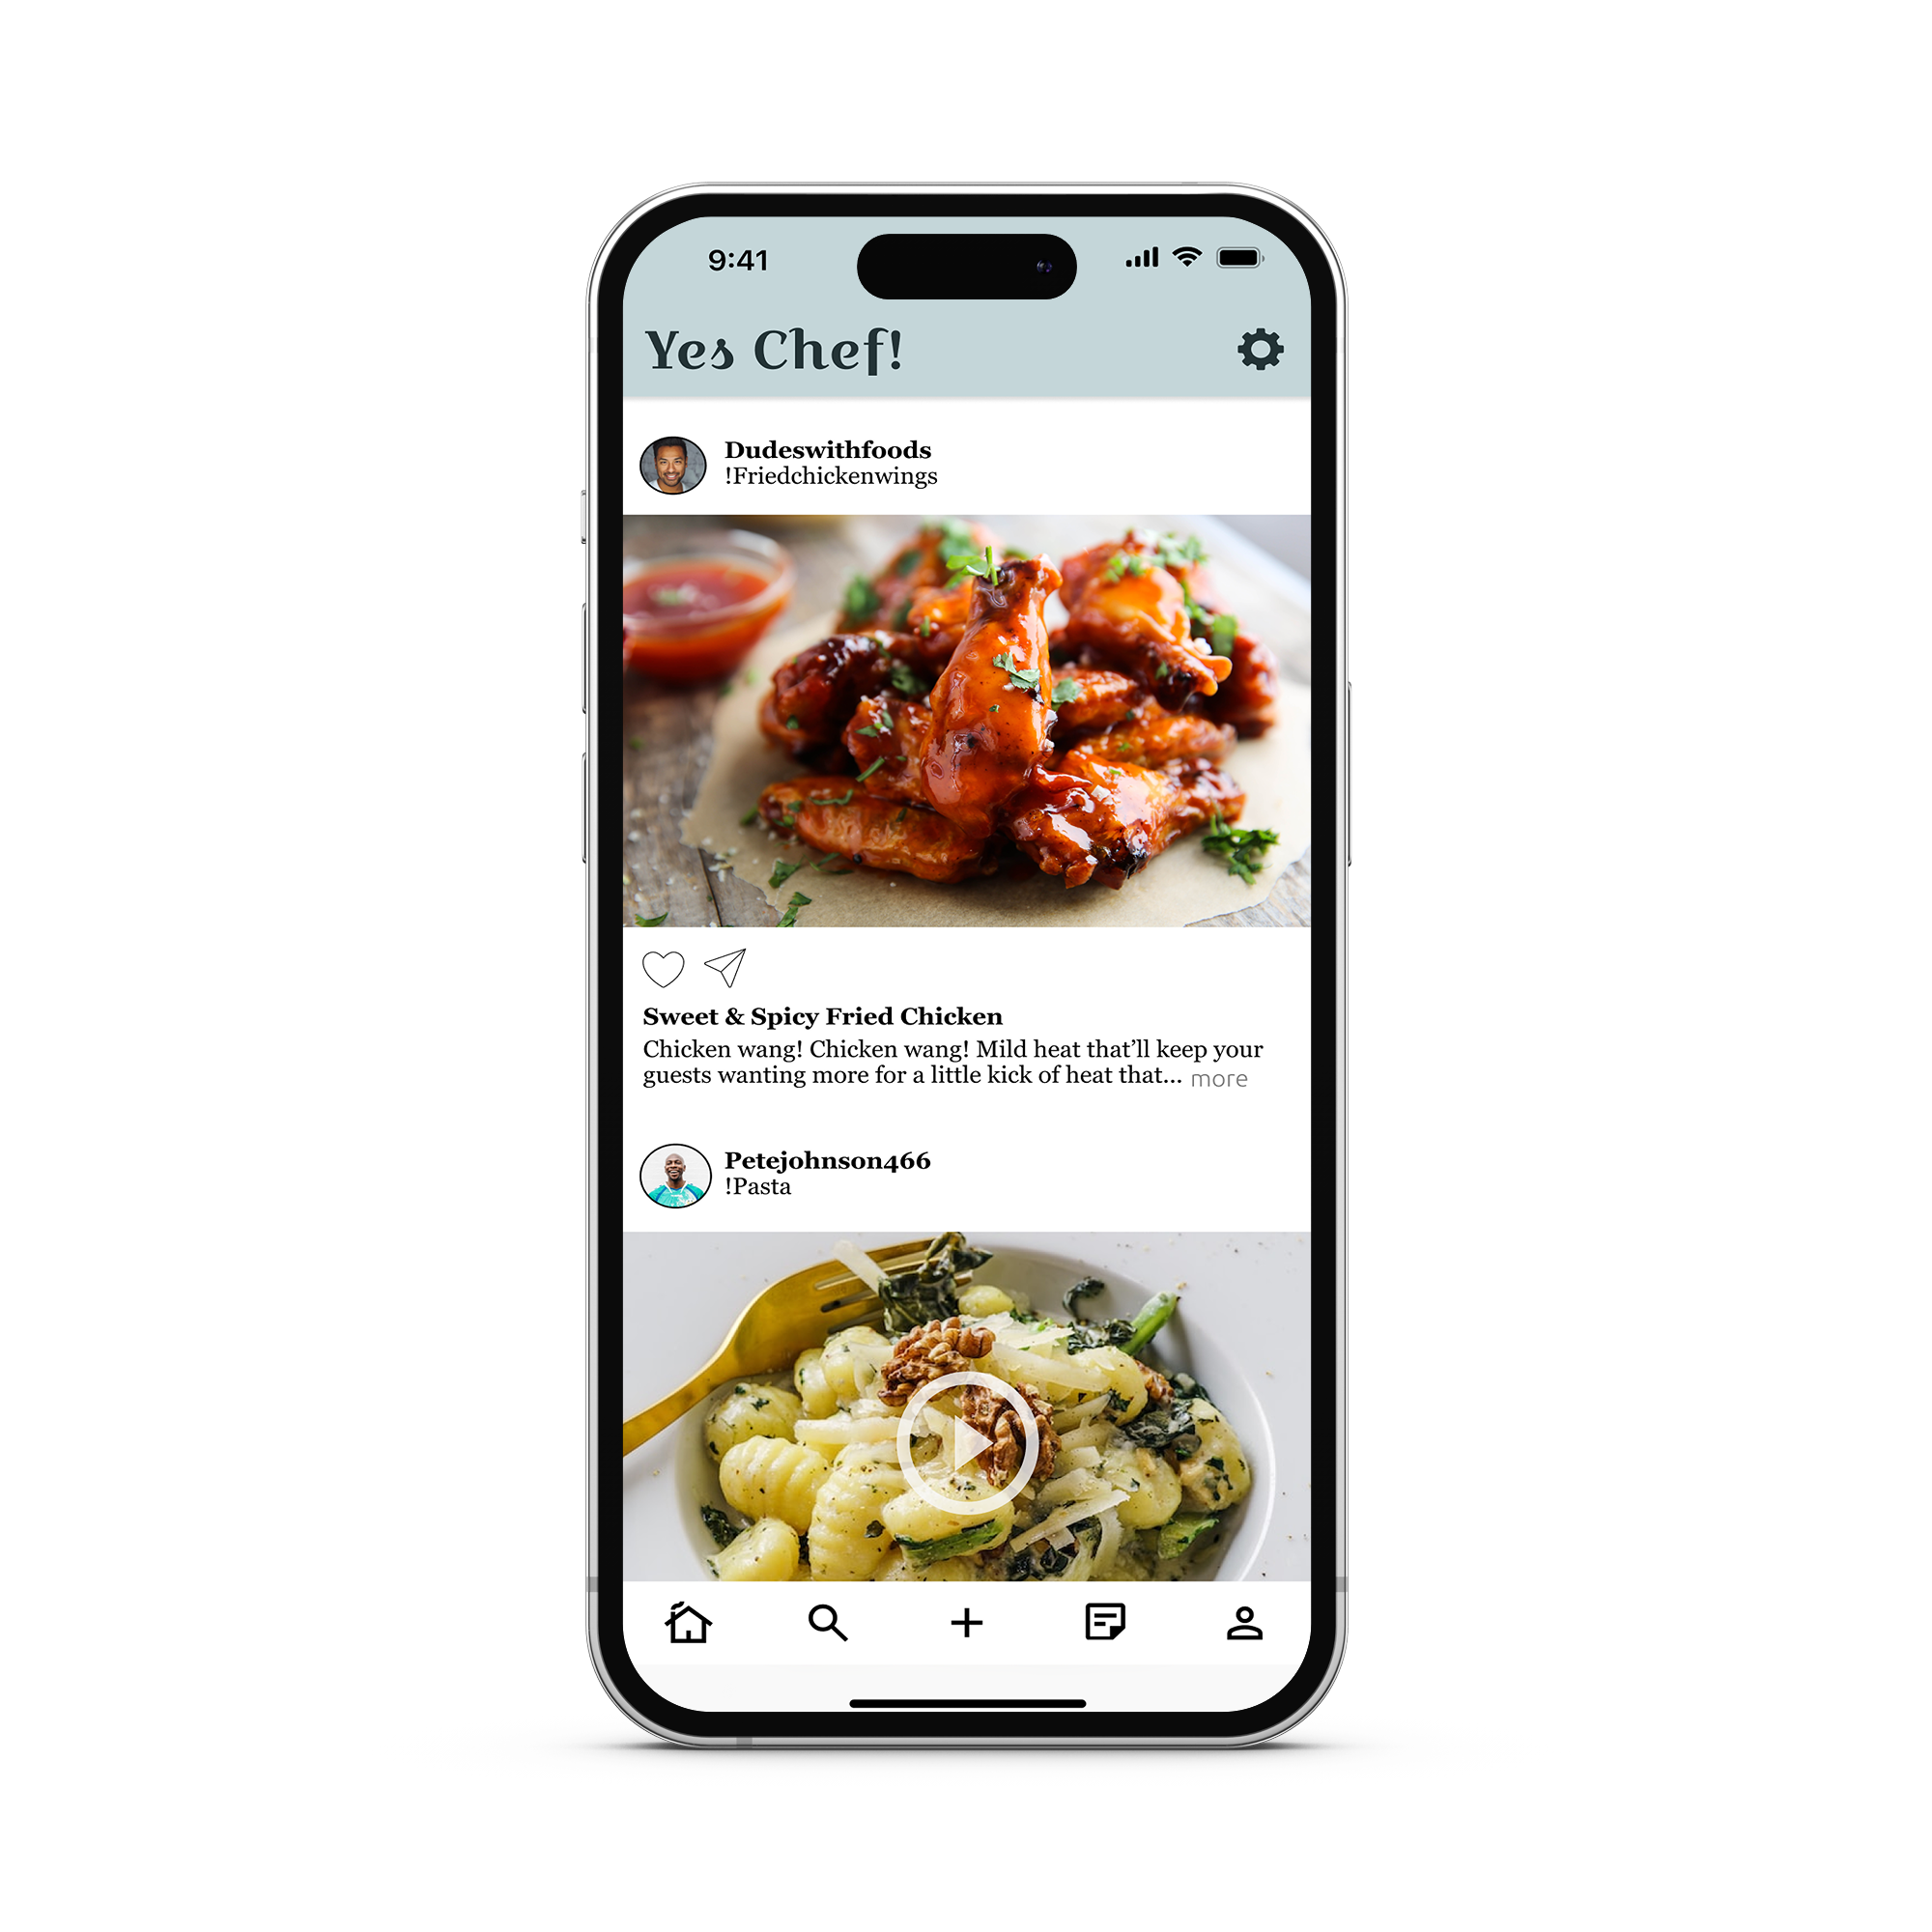 9:41
Yes Chef!
Dudeswithfoods
!Friedchickenwings
Sweet & Spicy Fried Chicken
Chicken wang! Chicken wang! Mild heat that’ll keep your
guests wanting more for a little kick of heat that... more
Petejohnson466
!Pasta